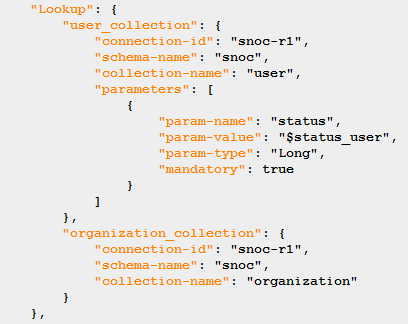 "Lookup": {
"user_collection": {
"connection-id": "snoc-r1",
"schema-name": "snoc",
"collection-name": "user",
"parameters": [
{
"param-name": "status",
"param-value": "$status_user",
"param-type": "Long",
"mandatory": true
}
]
},
"organization_collection": {
"connection-id": "snoc-r1",
"schema-name": "snoc",
"collection-name": "organization"
}
},